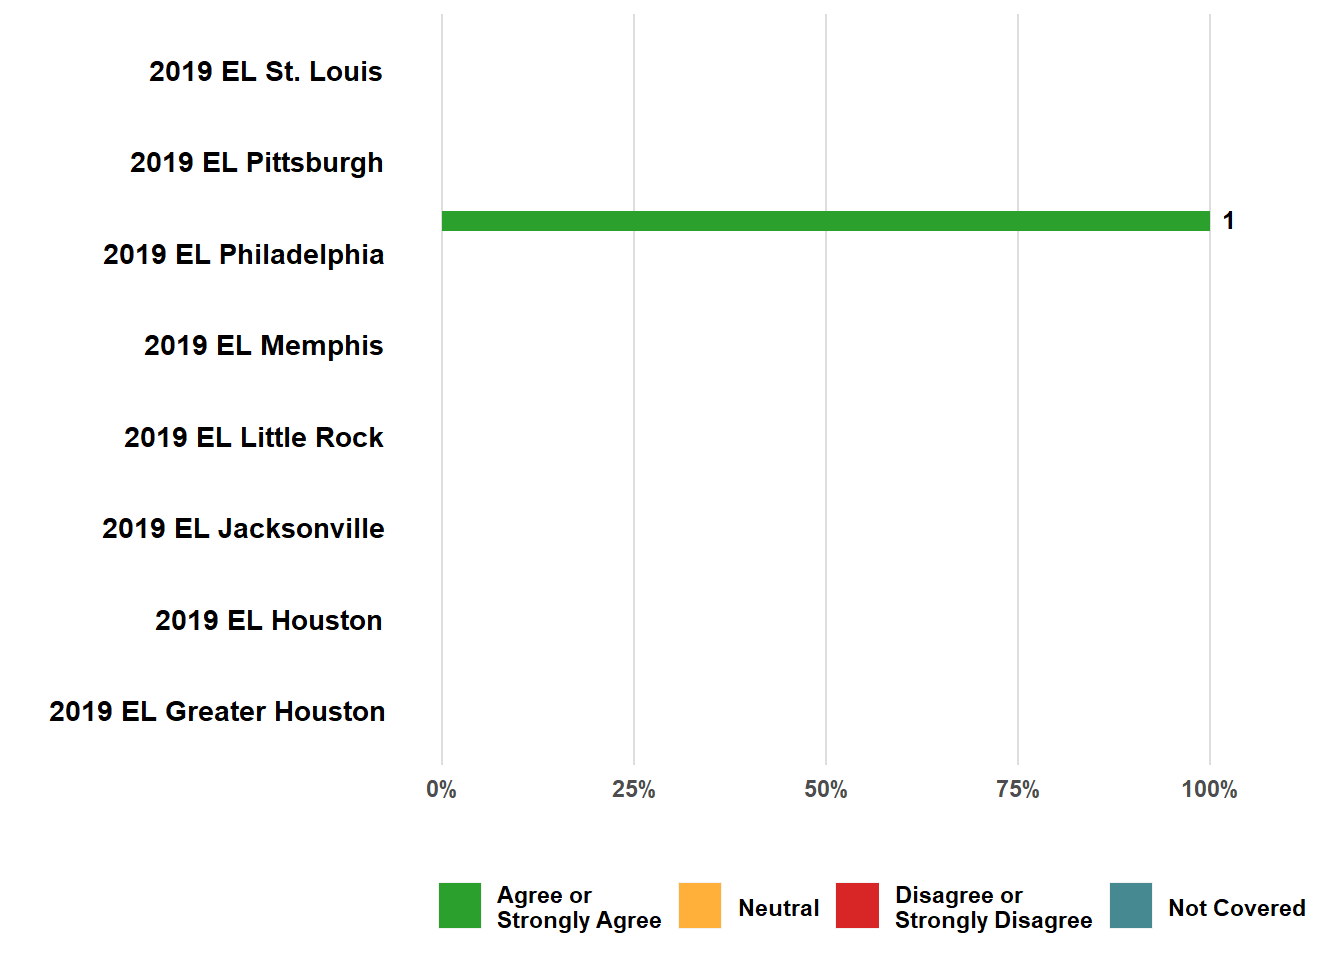 2019 EL St. Louis
2019 EL Pittsburgh
1
2019 EL Philadelphia
2019 EL Memphis
2019 EL Little Rock
2019 EL Jacksonville
2019 EL Houston
2019 EL Greater Houston
0% 25% 50% 75% 100%
Agree or
Strongly Agree
Neutral
Disagree or
Strongly Disagree
Not Covered